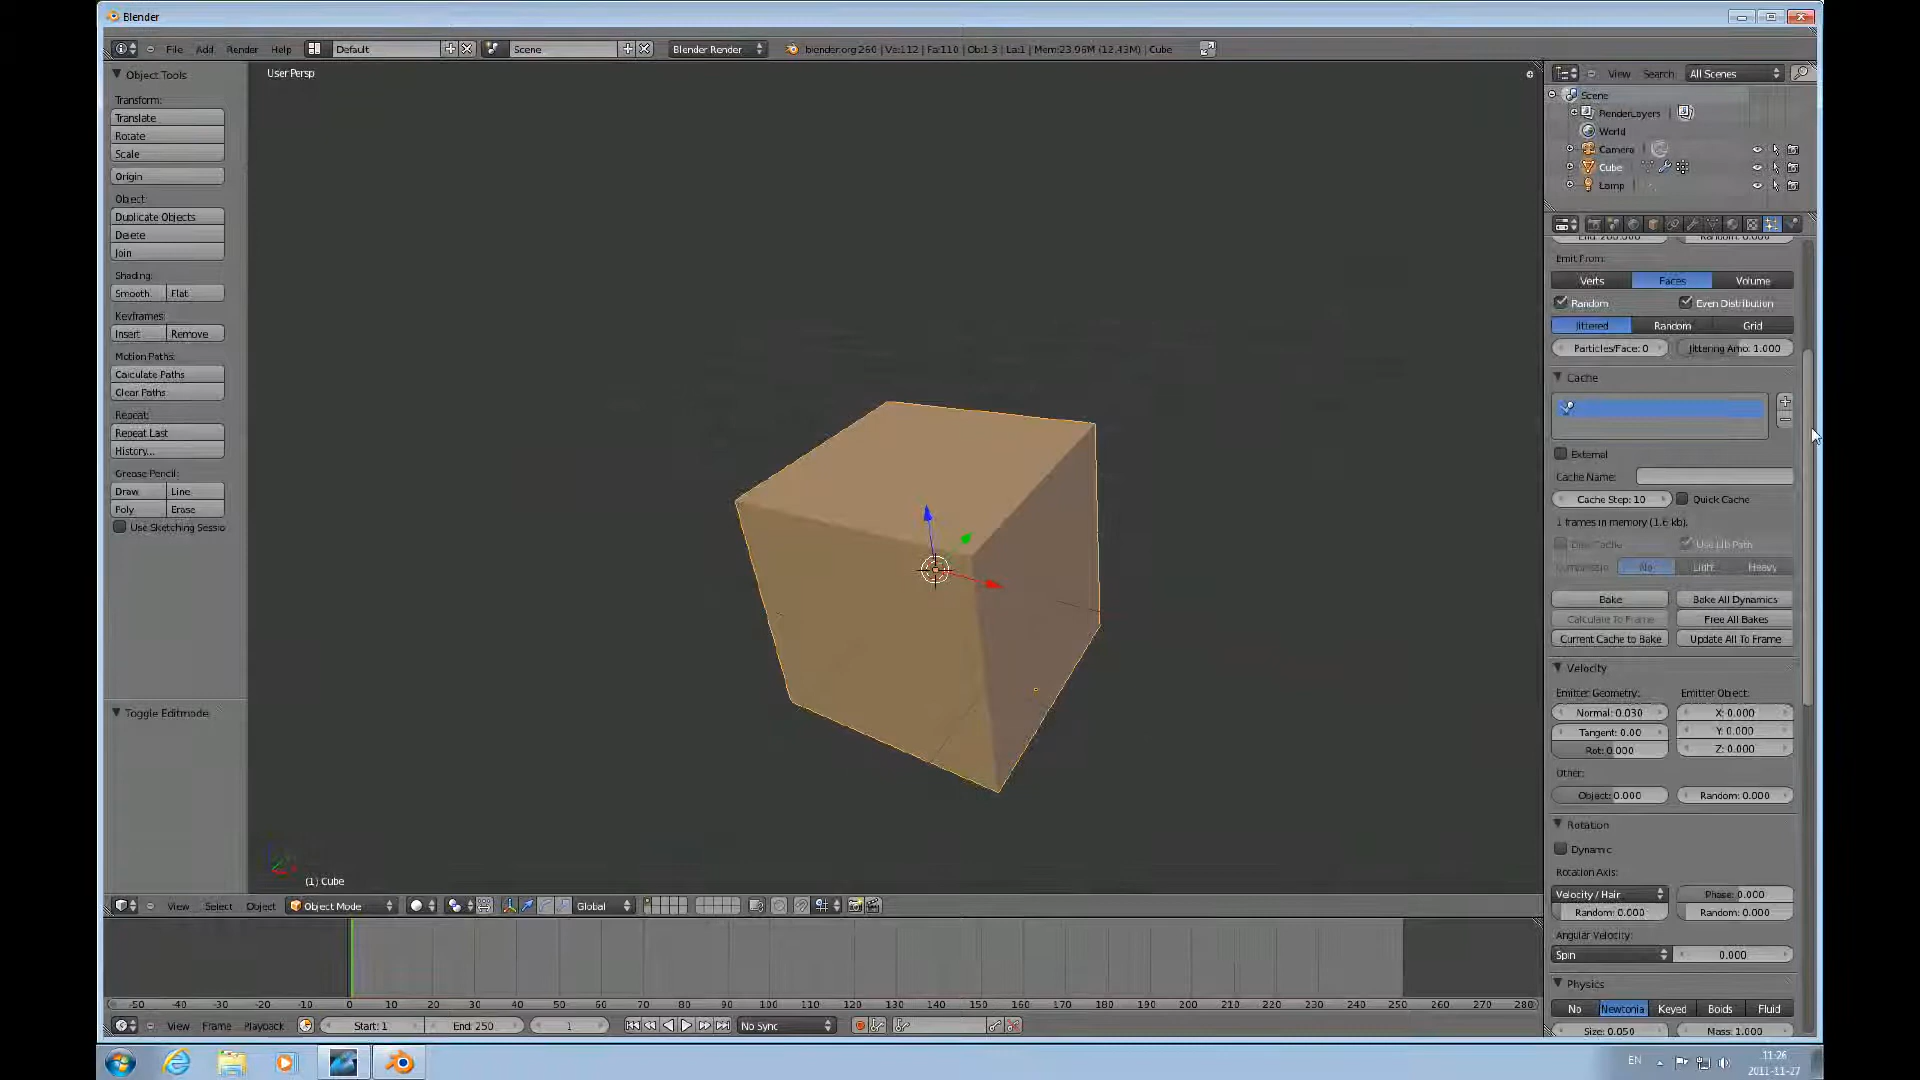 Blender
File Add Render Help Default Scene Blender Render blender.org 260 | Ve:112 | Fa:110 | Ob:1-3 | La:1 | Mem:23.96M (12.43M) | Cube
Object Tools
Transform:
Translate
Rotate
Scale
Origin
Object:
Duplicate Objects
Delete
Join
Shading:
Smooth Flat
Keyframes:
Insert Remove
Motion Paths:
Calculate Paths
Clear Paths
Repeat:
Repeat Last
History...
Grease Pencil:
Draw Line
Poly Erase
Use Sketching Sessio
Toggle Editmode
User Persp
(1) Cube
View Select Object Object Mode Global
-50 -40 -30 -20 -10 0 10 20 30 40 50 60 70 80 90 100 110 120 130 140 150 160 170 180 190 200 210 220 230 240 250 260 270 280
View Frame Playback Start: 1 End: 250 1 No Sync
View Search All Scenes
Scene
RenderLayers
World
Camera
Cube
Lamp
End: 200.000 Random: 0.000
Emit From:
Verts Faces Volume
Random Even Distribution
Jittered Random Grid
Particles/Face: 0 Jittering Amo: 1.000
Cache
External
Cache Name:
Cache Step: 10 Quick Cache
1 frames in memory (1.6 kb).
Disk Cache Use Lib Path
No Light Heavy
Bake Bake All Dynamics
Calculate To Frame Free All Bakes
Current Cache to Bake Update All To Frame
Velocity
Emitter Geometry: Emitter Object:
Normal: 0.030 X: 0.000
Tangent: 0.00 Y: 0.000
Rot: 0.000 Z: 0.000
Other:
Object: 0.000 Random: 0.000
Rotation
Dynamic
Rotation Axis:
Velocity / Hair Phase: 0.000
Random: 0.000 Random: 0.000
Angular Velocity:
Spin 0.000
Physics
No Newtonia Keyed Boids Fluid
Size: 0.050 Mass: 1.000
EN 11:26
2011-11-27